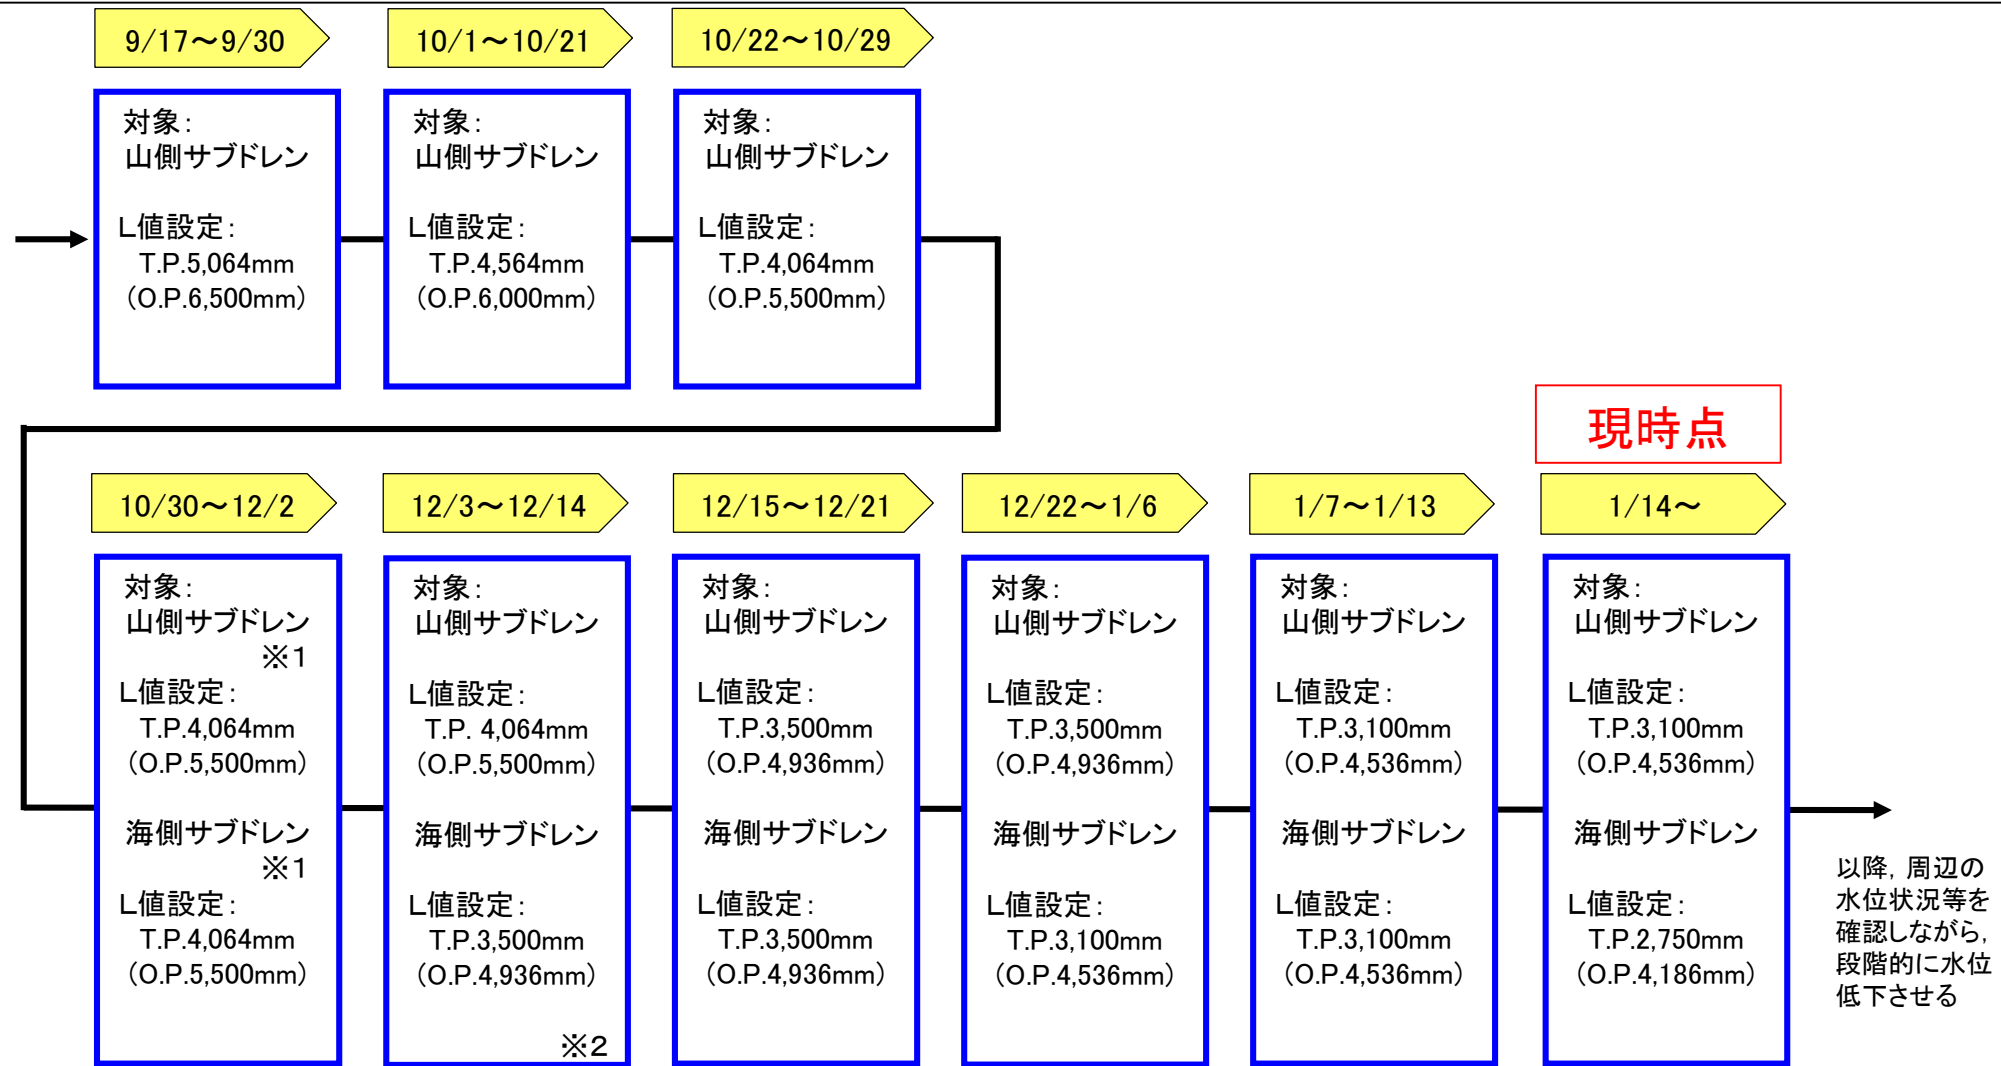 9/17～9/30
対象：
山側サブドレン
L値設定：
T.P.5,064mm
（O.P.6,500mm）
10/1～10/21
対象：
山側サブドレン
L値設定：
T.P.4,564mm
（O.P.6,000mm）
10/22～10/29
対象：
山側サブドレン
L値設定：
T.P.4,064mm
（O.P.5,500mm）
現時点
10/30～12/2
対象：
山側サブドレン
※1
L値設定：
T.P.4,064mm
（O.P.5,500mm）
海側サブドレン
※1
L値設定：
T.P.4,064mm
（O.P.5,500mm）
12/3～12/14
対象：
山側サブドレン
L値設定：
T.P. 4,064mm
（O.P.5,500mm）
海側サブドレン
L値設定：
T.P.3,500mm
（O.P.4,936mm）
※2
12/15～12/21
対象：
山側サブドレン
L値設定：
T.P.3,500mm
（O.P.4,936mm）
海側サブドレン
L値設定：
T.P.3,500mm
（O.P.4,936mm）
12/22～1/6
対象：
山側サブドレン
L値設定：
T.P.3,500mm
（O.P.4,936mm）
海側サブドレン
L値設定：
T.P.3,100mm
（O.P.4,536mm）
1/7～1/13
対象：
山側サブドレン
L値設定：
T.P.3,100mm
（O.P.4,536mm）
海側サブドレン
L値設定：
T.P.3,100mm
（O.P.4,536mm）
1/14～
対象：
山側サブドレン
L値設定：
T.P.3,100mm
（O.P.4,536mm）
海側サブドレン
L値設定：
T.P.2,750mm
（O.P.4,186mm）
以降，周辺の
水位状況等を
確認しながら，
段階的に水位
低下させる